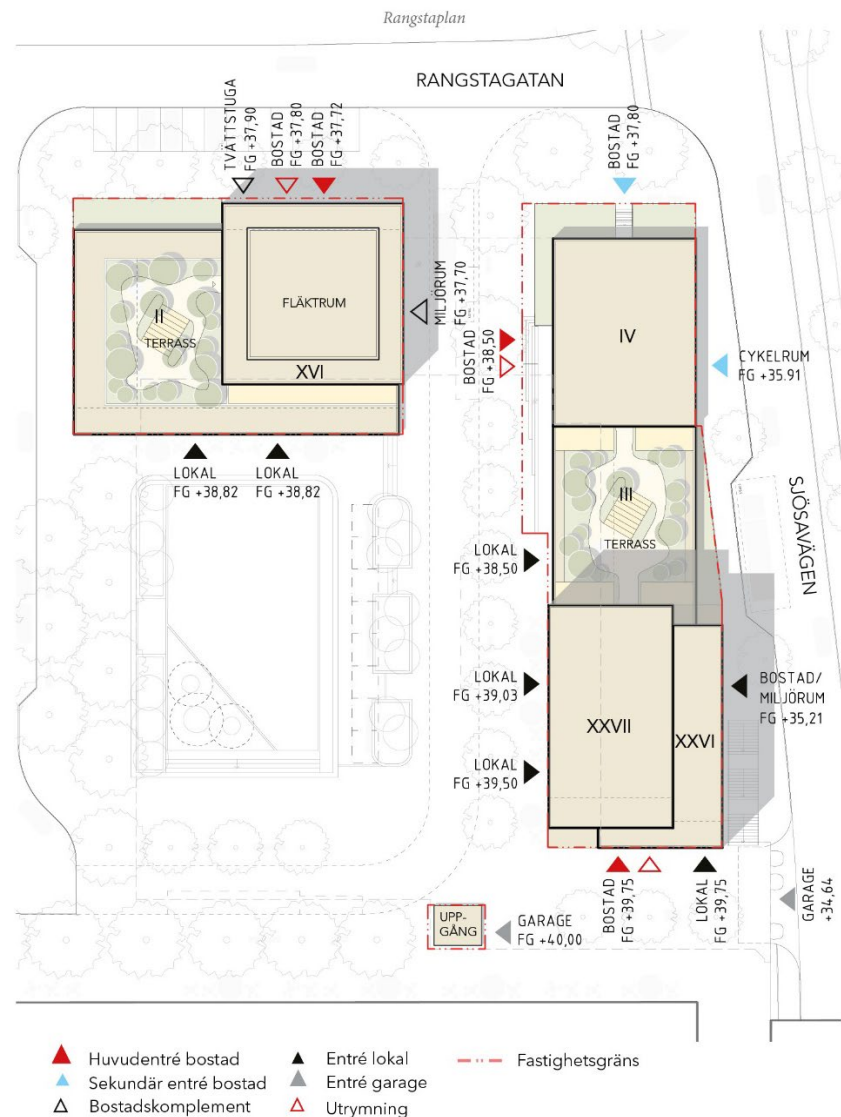 Rangstaplan
RANGSTAGATAN
TVÄTTSTUGA
FG +37,90
BOSTAD
FG +37,80
BOSTAD
FG +37,72
BOSTAD
FG +37,80
FLÄKTRUM
XVI
II
TERRASS
MILJÖRUM
FG +37,70
BOSTAD
FG +38,50
IV
CYKELRUM
FG +35.91
LOKAL
FG +38,82
LOKAL
FG +38,82
SJÖSAVÄGEN
III
TERRASS
LOKAL
FG +38,50
LOKAL
FG +39,03
LOKAL
FG +39,50
XXVII
XXVI
BOSTAD/
MILJÖRUM
FG +35,21
UPP-
GÅNG
GARAGE
FG +40,00
BOSTAD
FG +39,75
LOKAL
FG +39,75
GARAGE
+34,64
Huvudentré bostad
Sekundär entré bostad
Bostadskomplement
Entré lokal
Entré garage
Utrymning
Fastighetsgräns